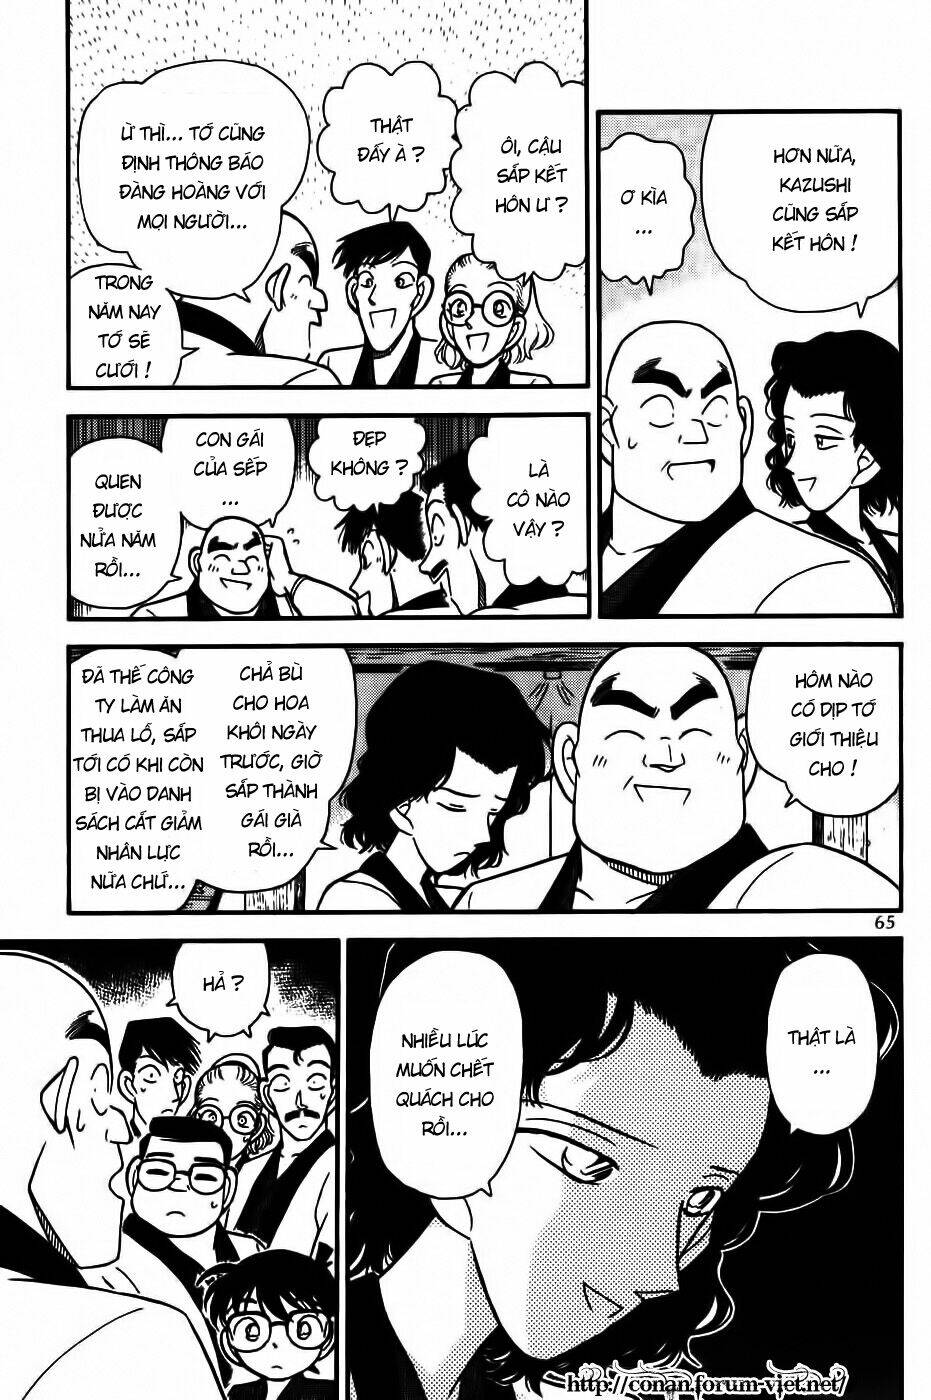 HƠN NỮA,
KAZUSHI
CŨNG SẮP
KẾT HÔN !
Ơ KÌA
...
ÔI, CẬU
SẮP KẾT
HÔN Ư ?
THẬT
ĐẤY À ?
Ừ THÌ... TỚ CŨNG
ĐỊNH THÔNG BÁO
ĐÀNG HOÀNG VỚI
MỌI NGƯỜI...
TRONG
NĂM NAY
TỚ SẼ
CƯỚI !
LÀ
CÔ NÀO
VẬY ?
ĐẸP
KHÔNG ?
CON GÁI
CỦA SẾP
...
QUEN
ĐƯỢC
NỬA NĂM
RỒI...
HÔM NÀO
CÓ DỊP TỚ
GIỚI THIỆU
CHO !
CHẢ BÙ
CHO HOA
KHÔI NGÀY
TRƯỚC, GIỜ
SẮP THÀNH
GÁI GIÀ
RỒI...
ĐÃ THẾ CÔNG
TY LÀM ĂN
THUA LỖ, SẮP
TỚI CÓ KHI CÒN
BỊ VÀO DANH
SÁCH CẮT GIẢM
NHÂN LỰC
NỮA CHỨ...
65
THẬT LÀ
...
NHIỀU LÚC
MUỐN CHẾT
QUÁCH CHO
RỒI...
HẢ ?
http://conan.forum-viet.net/